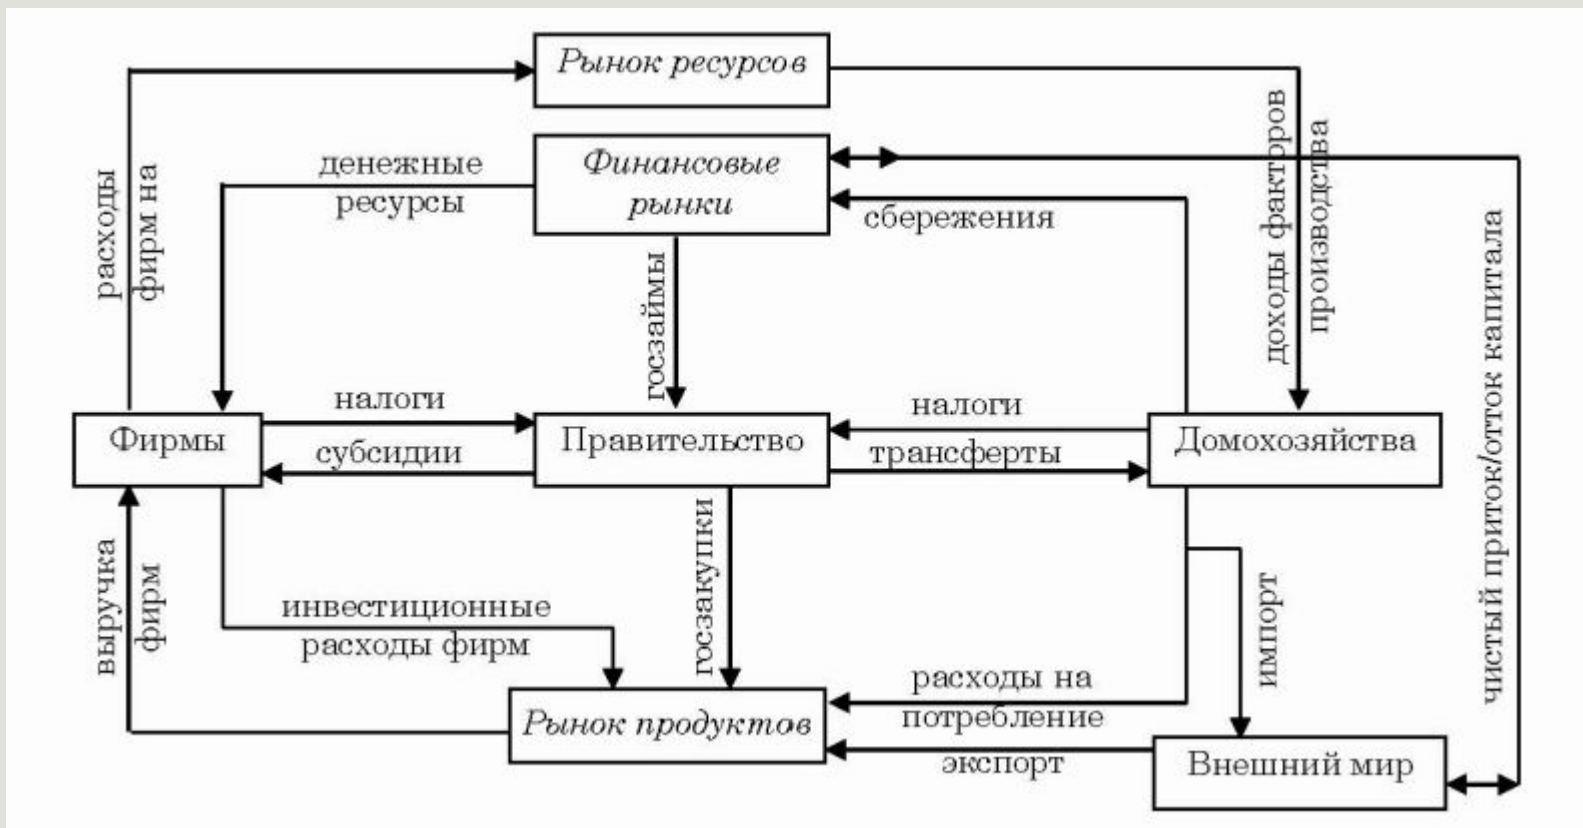 Рынок ресурсов
Финансовые
рынки
денежные
ресурсы
сбережения
расходы
фирм на
доходы факторов
производства
чистый приток/отток капитала
госзаймы
Фирмы
налоги
субсидии
Правительство
налоги
трансферты
Домохозяйства
выручка
фирм
инвестиционные
расходы фирм
госзакупки
импорт
Рынок продуктов
расходы на
потребление
экспорт
Внешний мир